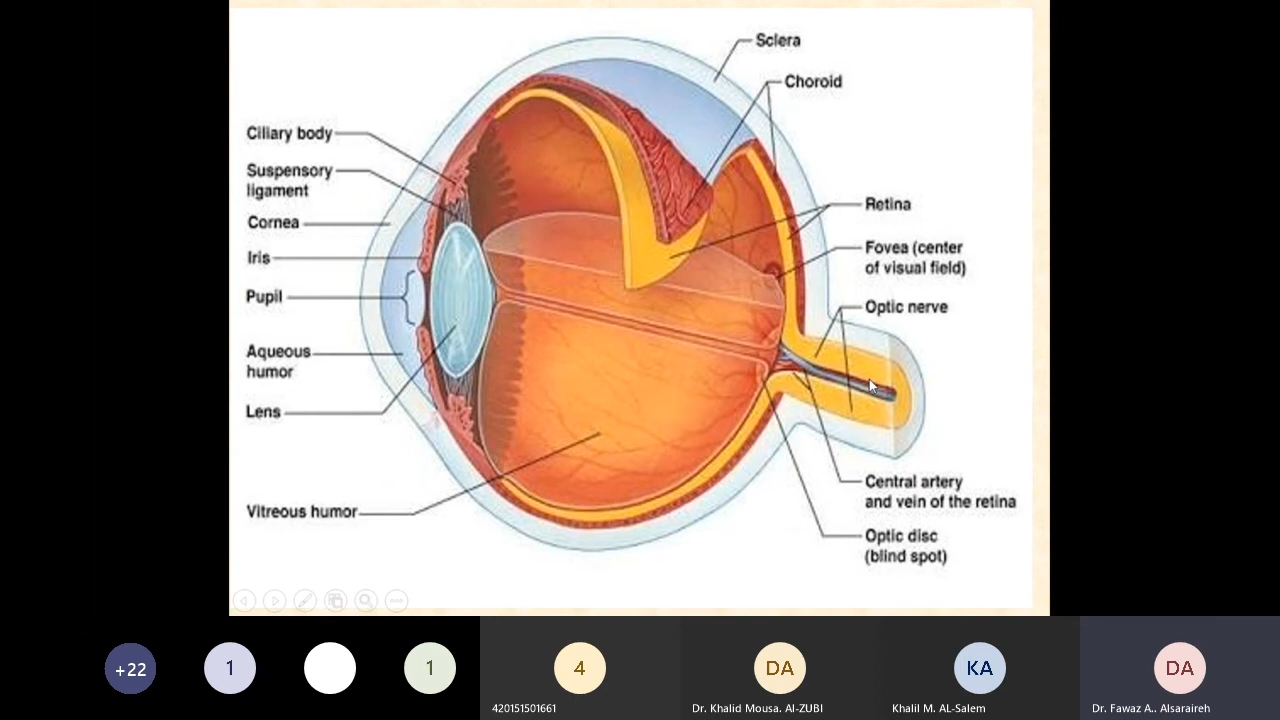 Sclera
Choroid
Ciliary body
Suspensory
ligament
Cornea
Iris
Pupil
Aqueous
humor
Lens
Vitreous humor
Retina
Fovea (center
of visual field)
Optic nerve
Central artery
and vein of the retina
Optic disc
(blind spot)
+22
1
1
4
DA
KA
DA
420151501661
Dr. Khalid Mousa. Al-ZUBI
Khalil M. AL-Salem
Dr. Fawaz A.. Alsaraireh